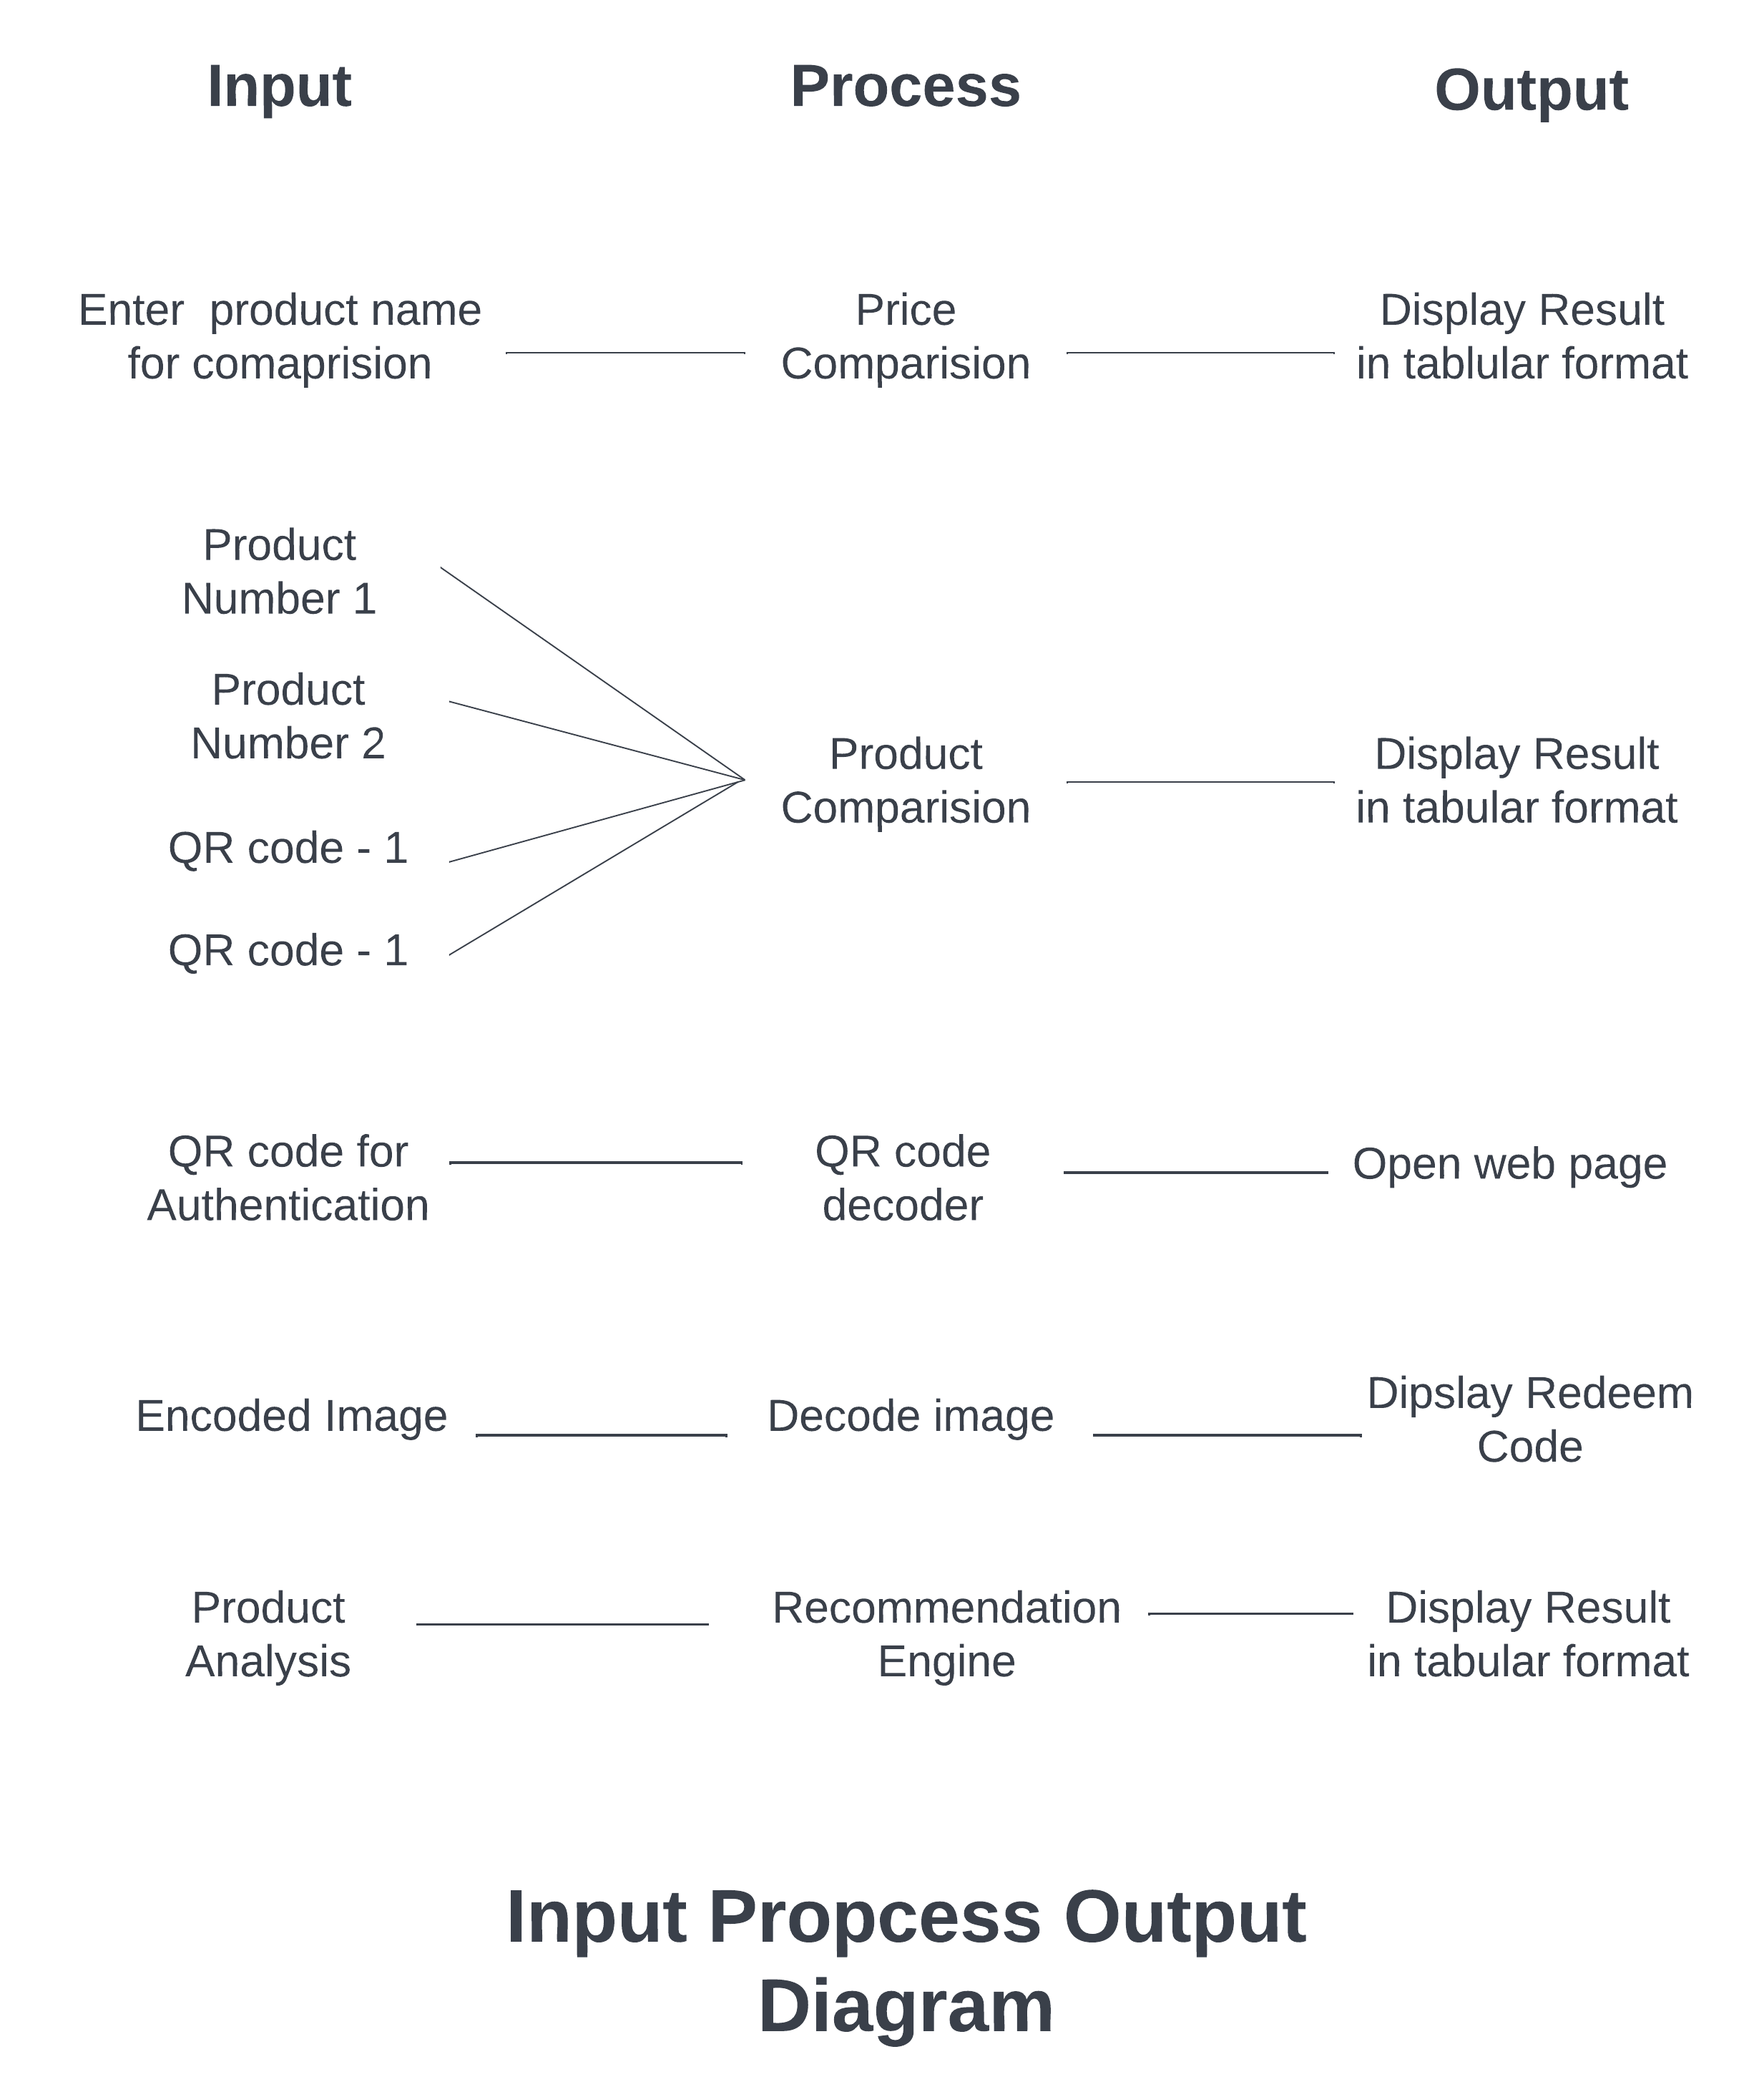 Input
Process
Output
Enter  product name
for comaprision
Price
Comparision
Display Result
in tablular format
Product
Number 1
Product
Number 2
QR code - 1
QR code - 1
Product
Comparision
Display Result
in tabular format
QR code for
Authentication
QR code
decoder
Open web page
Encoded Image
Decode image
Dipslay Redeem
Code
Product
Analysis
Recommendation
Engine
Display Result
in tabular format
Input Propcess Output
Diagram